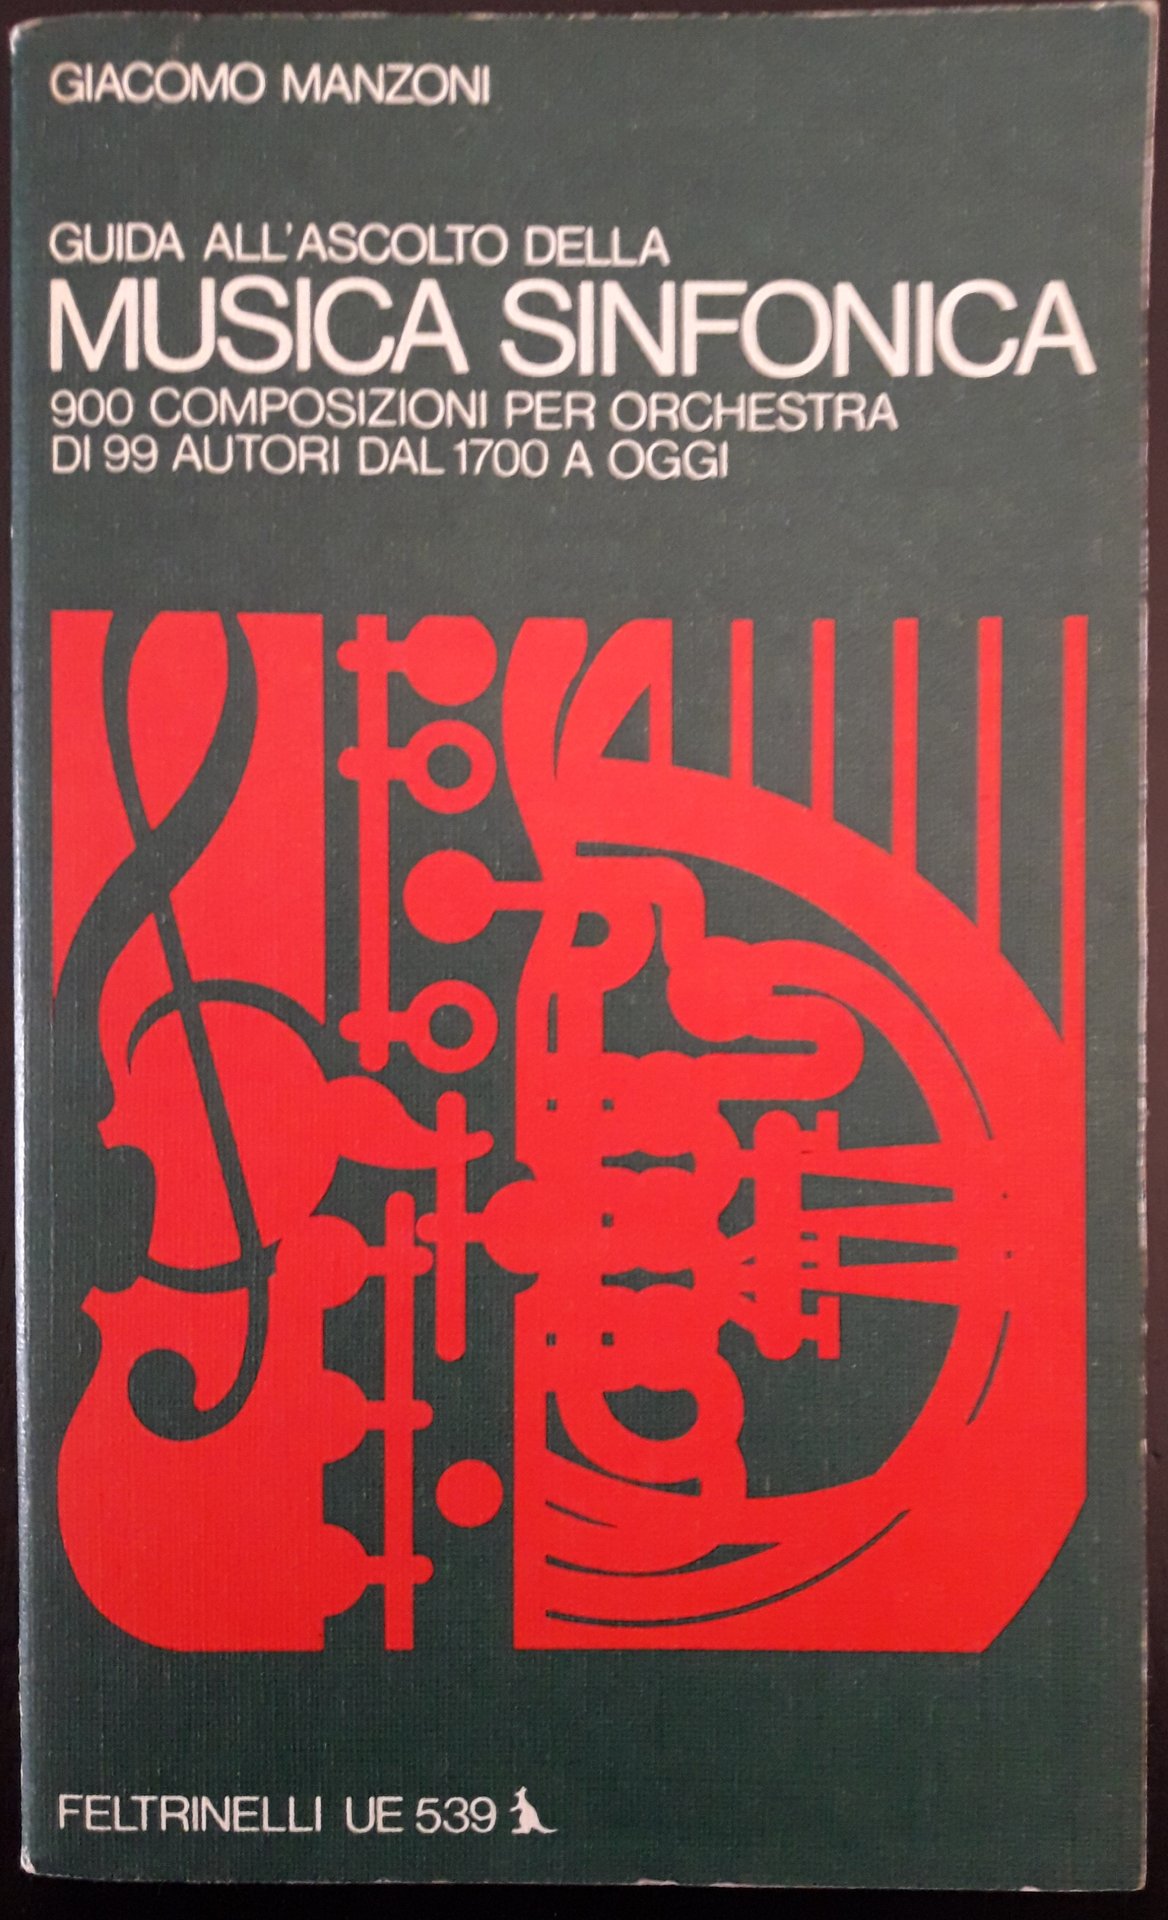 GIACOMO MANZONI
GUIDA ALL'ASCOLTO DELLA
MUSICA SINFONICA
900 COMPOSIZIONI PER ORCHESTRA
DI 99 AUTORI DAL 1700 A OGGI
FELTRINELLI UE 539